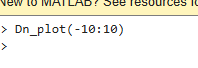 New to MATLAB? See resources fo
> Dn_plot(-10:10)
>